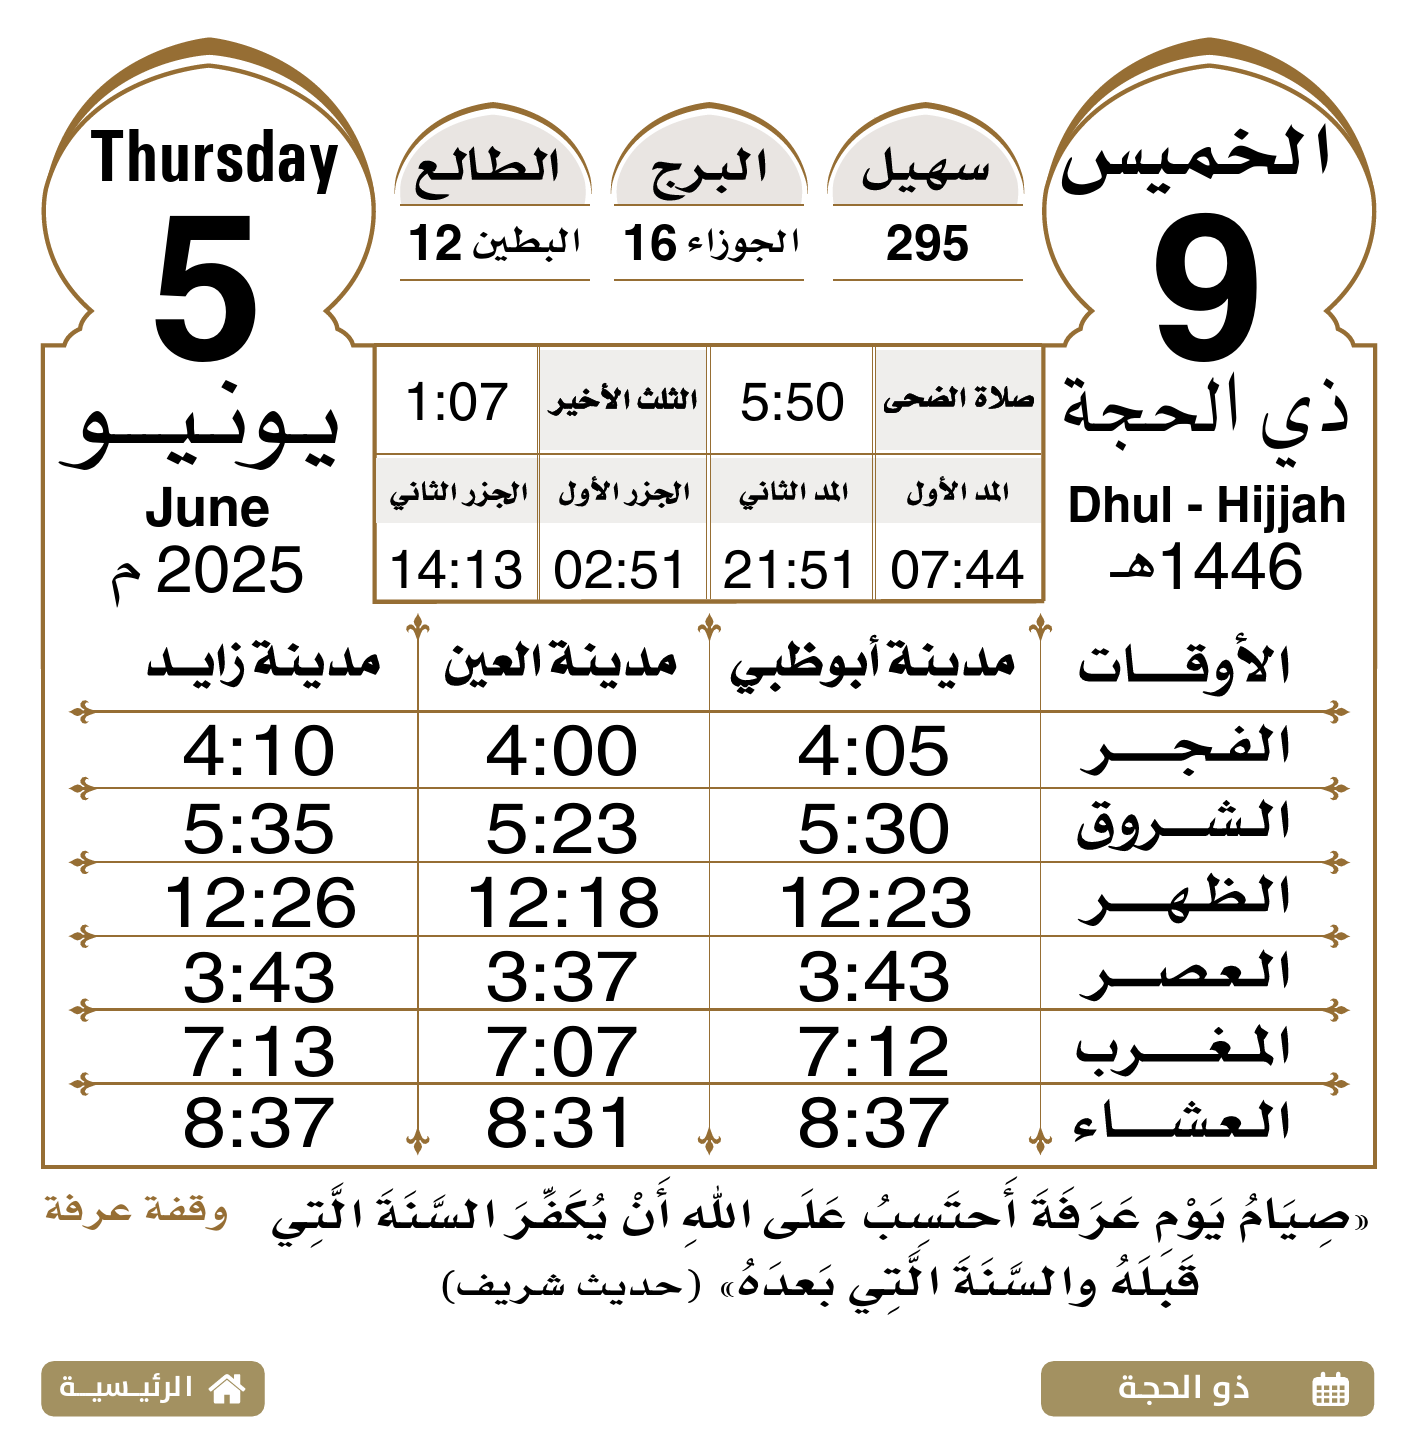 الخميس
9
ذي الحجة
Dhul - Hijjah
1446هـ
سهيل
295
البرج
الجوزاء 16
الطالع
البطين 12
Thursday
5
يونيو
June
2025 م
صلاة الضحى 5:50 الثلث الأخير 1:07
المد الأول المد الثاني الجزر الأول الجزر الثاني
07:44 21:51 02:51 14:13
الأوقات مدينة أبوظبي مدينة العين مدينة زايد
الفجر 4:05 4:00 4:10
الشروق 5:30 5:23 5:35
الظهر 12:23 12:18 12:26
العصر 3:43 3:37 3:43
المغرب 7:12 7:07 7:13
العشاء 8:37 8:31 8:37
«صِيَامُ يَوْمِ عَرَفَةَ أَحتَسِبُ عَلَى اللهِ أَنْ يُكَفِّرَ السَّنَةَ الَّتِي
قَبلَهُ والسَّنَةَ الَّتِي بَعدَهُ» (حديث شريف)
وقفة عرفة
ذو الحجة
الرئيسية